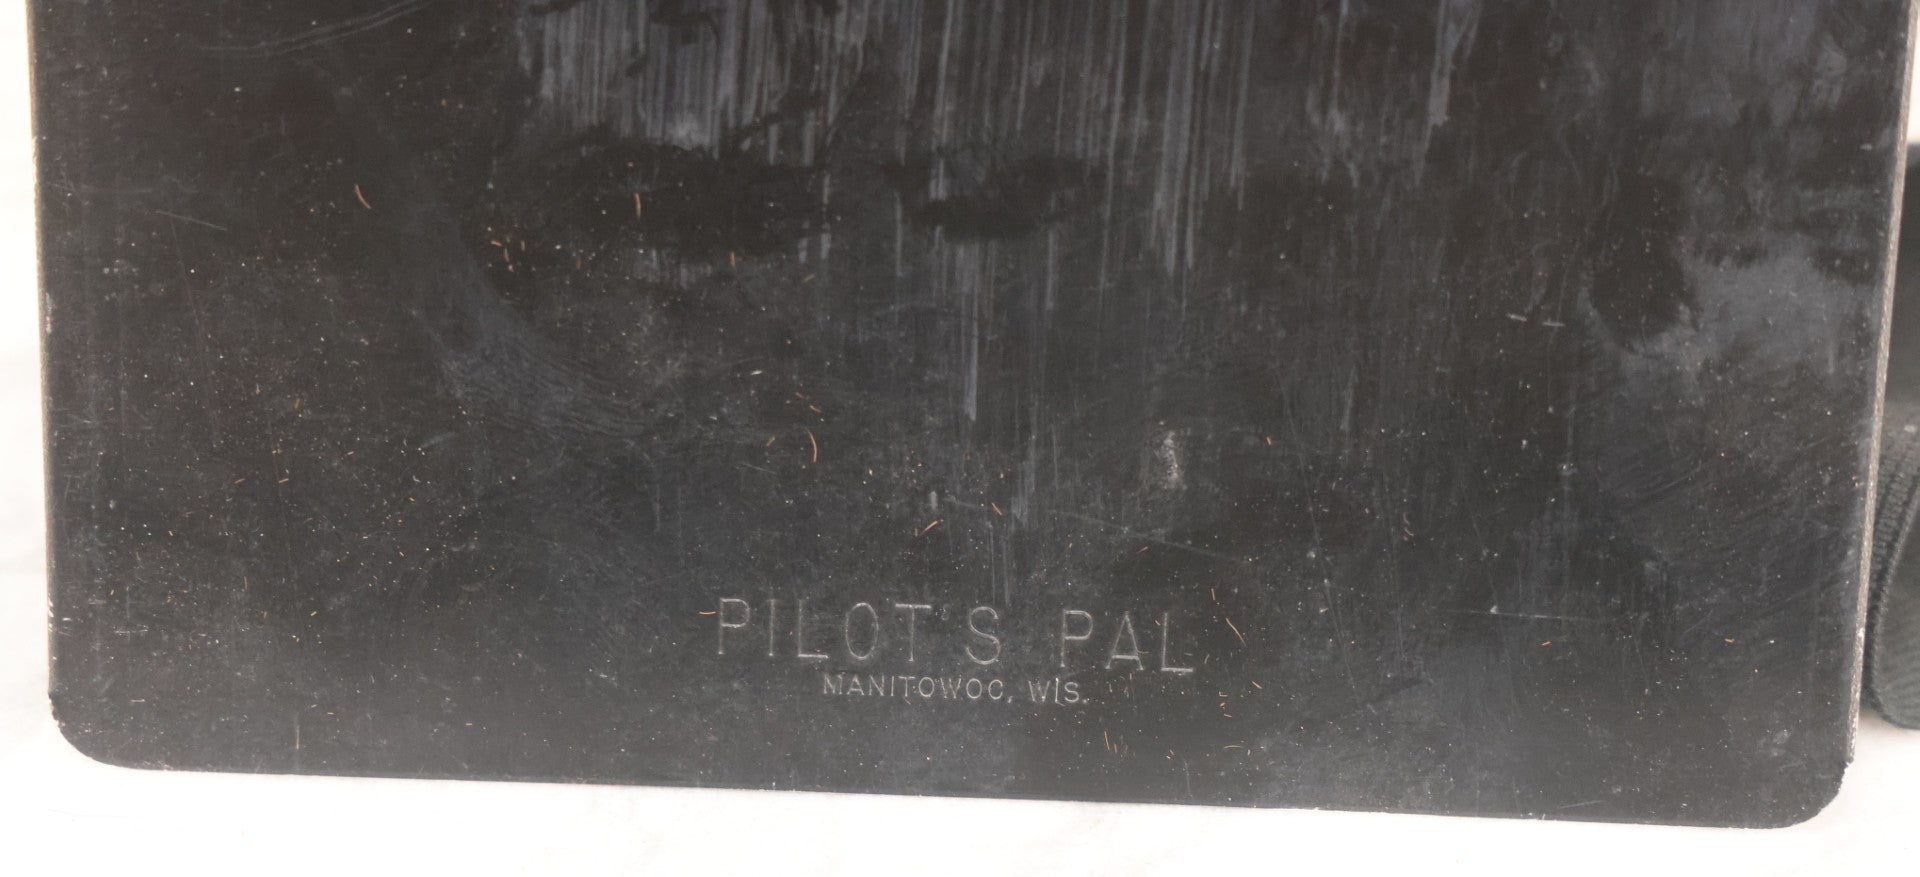 PILOT'S PAL
MANITOWOC, WIS.